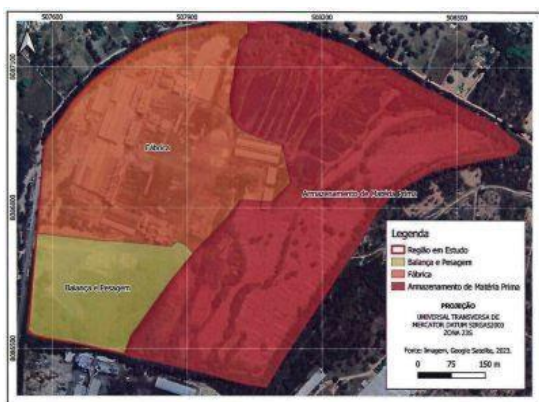 507600 507900 508200 508500
Fábrica
Armazenamento de Matéria Prima
Balança e Pesagem
Legenda
Região em Estudo
Balança e Pesagem
Fábrica
Armazenamento de Matéria Prima
PROJEÇÃO
UNIVERSAL TRANSVERSA DE
MERCATOR DATUM SIRGAS2000
ZONA 23S
Fonte: Imagem, Google Satélite, 2023.
0 75 150 m